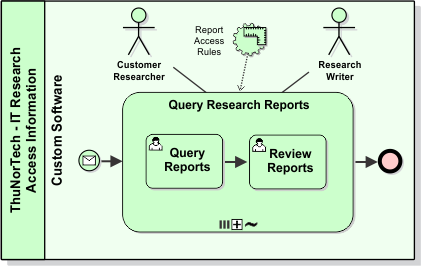 ThuNorTech - IT Research
Access Information
Custom Software
Customer
Researcher
Report
Access
Rules
Research
Writer
Query Research Reports
Query
Reports
Review
Reports